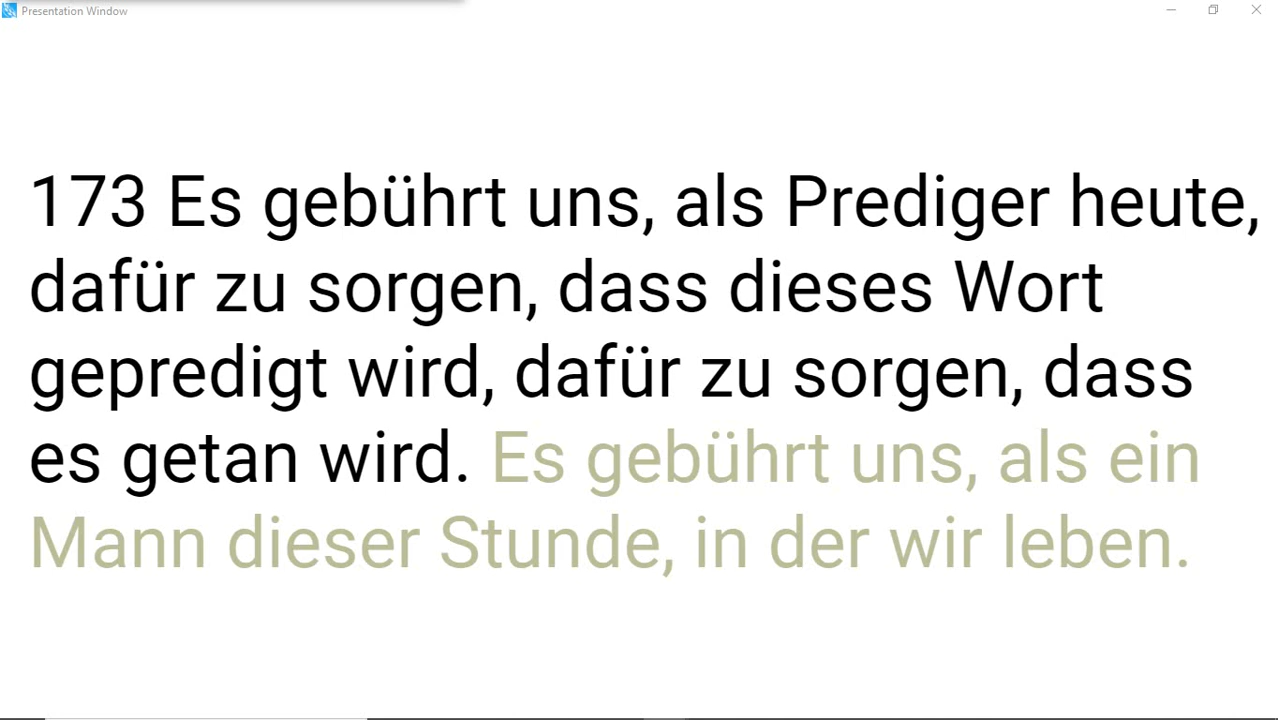 Presentation Window
173 Es gebührt uns, als Prediger heute,
dafür zu sorgen, dass dieses Wort
gepredigt wird, dafür zu sorgen, dass
es getan wird. Es gebührt uns, als ein
Mann dieser Stunde, in der wir leben.